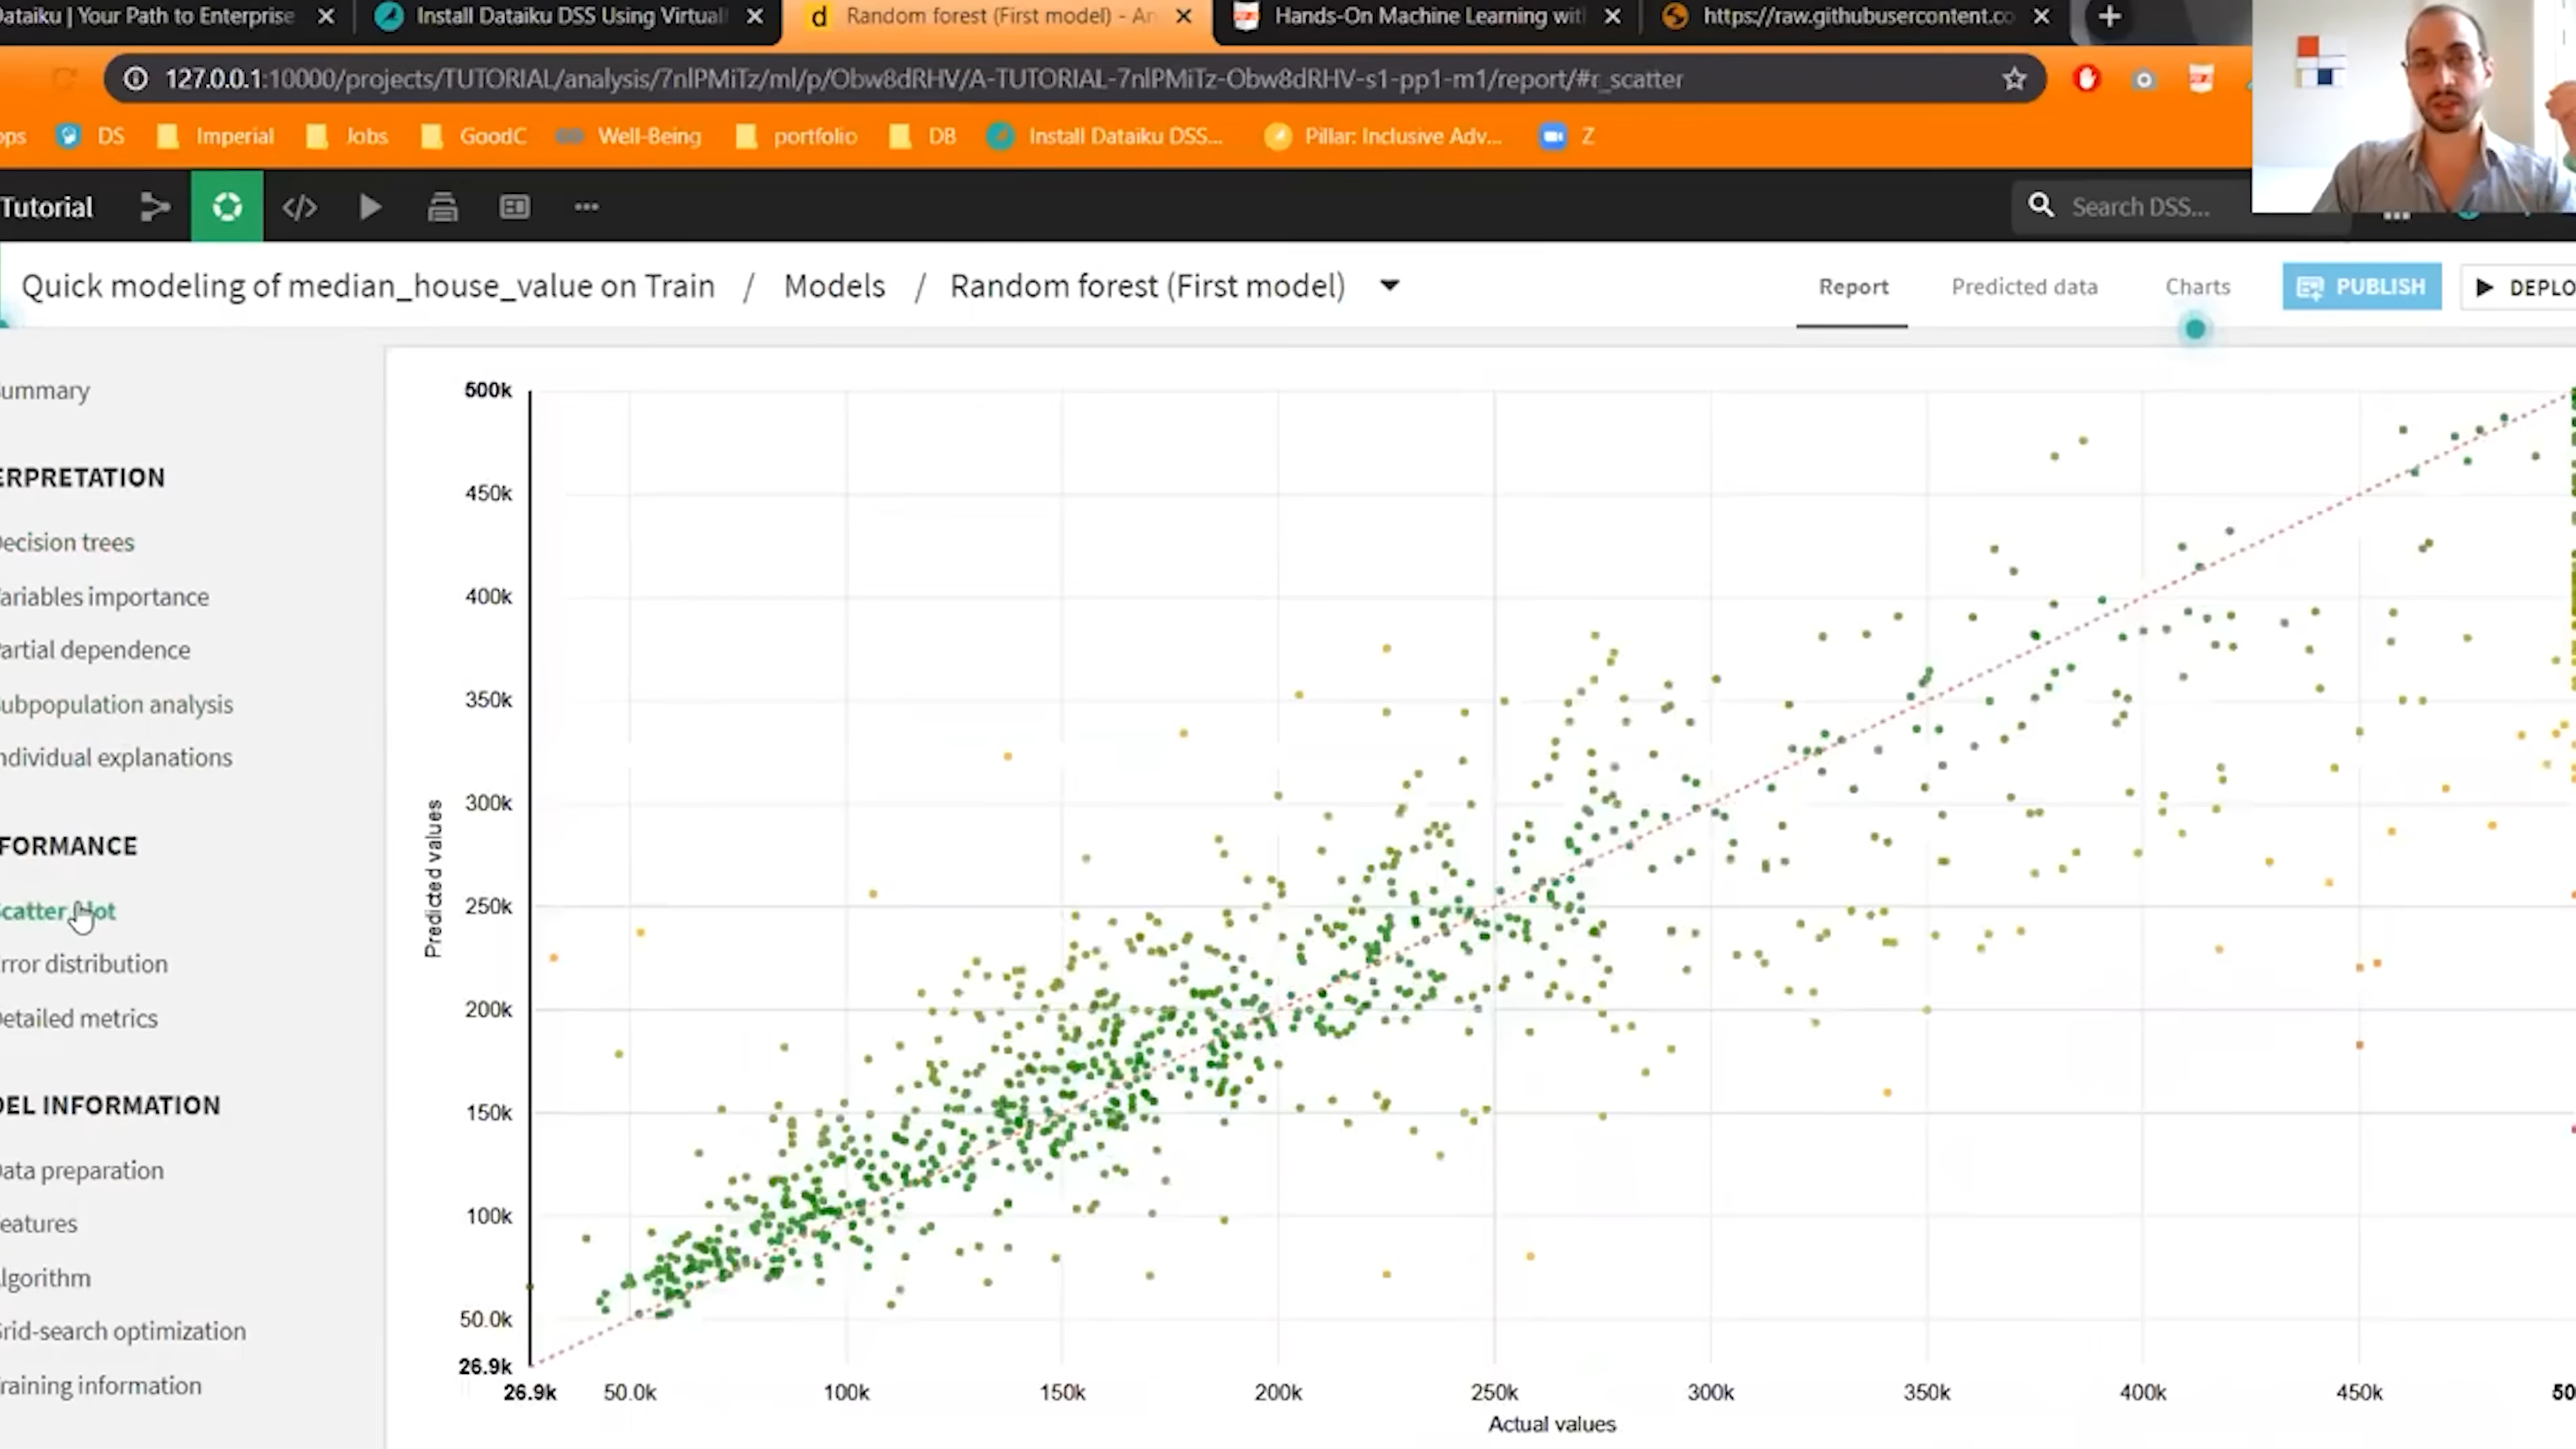 ataiku | Your Path to Enterprise
Install Dataiku DSS Using Virtuall
Random forest (First model) - An
Hands-On Machine Learning wit
https://raw.githubusercontent.co
127.0.0.1:10000/projects/TUTORIAL/analysis/7nlPMiTz/ml/p/Obw8dRHV/A-TUTORIAL-7nlPMiTz-Obw8dRHV-s1-pp1-m1/report/#r_scatter
ops DS Imperial Jobs GoodC Well-Being portfolio DB Install Dataiku DSS... Pillar: Inclusive Adv... Z
Tutorial Search DSS...
Quick modeling of median_house_value on Train / Models / Random forest (First model)
Report Predicted data Charts PUBLISH DEPLO
ummary
ERPRETATION
ecision trees
ariables importance
artial dependence
ubpopulation analysis
ndividual explanations
FORMANCE
catter plot
rror distribution
etailed metrics
DEL INFORMATION
ata preparation
eatures
lgorithm
rid-search optimization
raining information
Predicted values
500k
450k
400k
350k
300k
250k
200k
150k
100k
50.0k
26.9k
26.9k 50.0k 100k 150k 200k 250k 300k 350k 400k 450k 50
Actual values